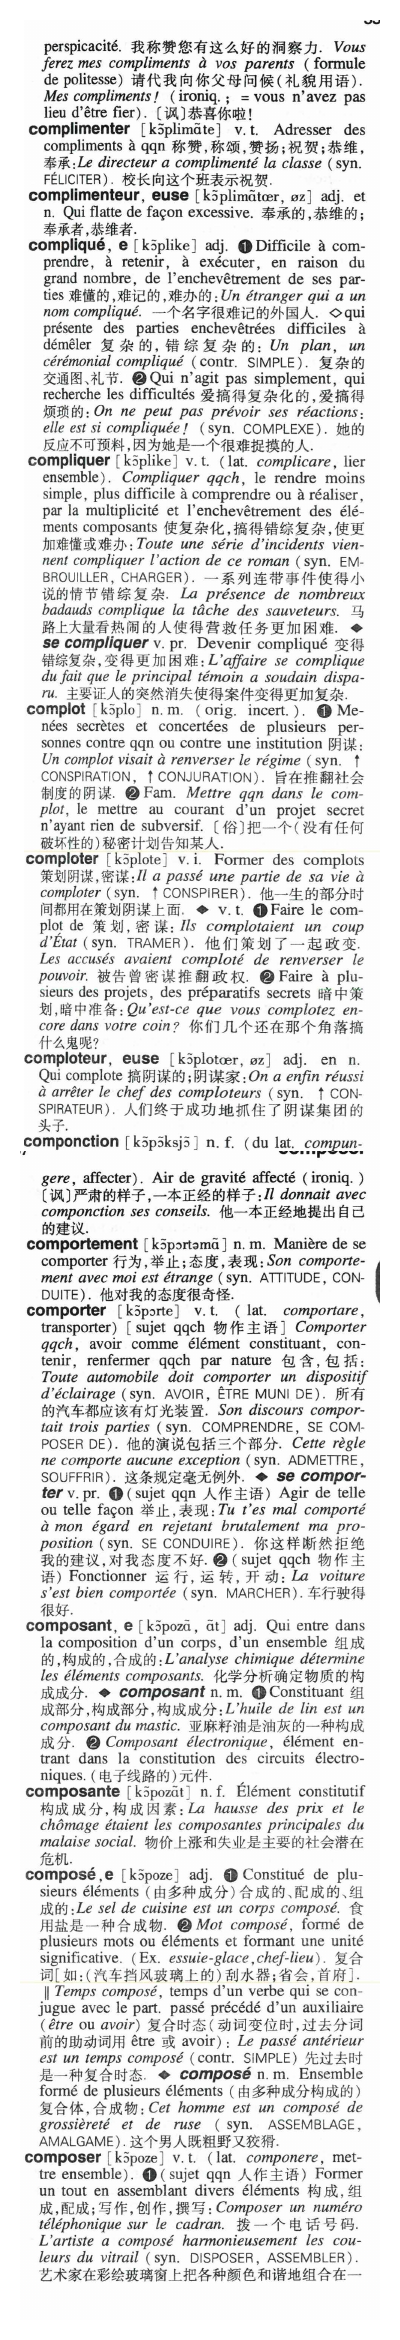 perspicacité. 我称赞您有这么好的洞察力. Vous
ferez mes compliments à vos parents ( formule
de politesse) 请代我向你父母问候(礼貌用语).
Mes compliments! ( ironiq. ; = vous n'avez pas
lieu d'être fier). 〔讽〕恭喜你啦!
complimenter [kɔ̃plimɑ̃te] v. t. Adresser des
compliments à qqn 称赞,称颂,赞扬;祝贺;恭维,
奉承:Le directeur a complimenté la classe (syn.
FÉLICITER). 校长向这个班表示祝贺.
complimenteur, euse [kɔ̃plimɑ̃tœr, øz] adj. et
n. Qui flatte de façon excessive. 奉承的,恭维的;
奉承者,恭维者.
compliqué, e [kɔ̃plike] adj. ❶ Difficile à com-
prendre, à retenir, à exécuter, en raison du
grand nombre, de l'enchevêtrement de ses par-
ties 难懂的,难记的,难办的:Un étranger qui a un
nom compliqué. 一个名字很难记的外国人. ◇qui
présente des parties enchevêtrées difficiles à
démêler 复杂的,错综复杂的: Un plan, un
cérémonial compliqué (contr. SIMPLE). 复杂的
交通图、礼节. ❷ Qui n'agit pas simplement, qui
recherche les difficultés 爱搞得复杂化的,爱搞得
烦琐的: On ne peut pas prévoir ses réactions:
elle est si compliquée! (syn. COMPLEXE). 她的
反应不可预料,因为她是一个很难捉摸的人.
compliquer [kɔ̃plike] v. t. (lat. complicare, lier
ensemble). Compliquer qqch, le rendre moins
simple, plus difficile à comprendre ou à réaliser,
par la multiplicité et l'enchevêtrement des élé-
ments composants 使复杂化,搞得错综复杂,使更
加难懂或难办:Toute une série d'incidents vien-
nent compliquer l'action de ce roman (syn. EM-
BROUILLER, CHARGER). 一系列连带事件使得小
说的情节错综复杂. La présence de nombreux
badauds complique la tâche des sauveteurs. 马
路上大量看热闹的人使得营救任务更加困难. ◆
se compliquer v. pr. Devenir compliqué 变得
错综复杂,变得更加困难:L'affaire se complique
du fait que le principal témoin a soudain dispa-
ru. 主要证人的突然消失使得案件变得更加复杂.
complot [kɔ̃plo] n. m. ( orig. incert. ). ❶ Me-
nées secrètes et concertées de plusieurs per-
sonnes contre qqn ou contre une institution 阴谋:
Un complot visait à renverser le régime (syn. ↑
CONSPIRATION, ↑ CONJURATION). 旨在推翻社会
制度的阴谋. ❷ Fam. Mettre qqn dans le com-
plot, le mettre au courant d'un projet secret
n'ayant rien de subversif. 〔俗〕把一个(没有任何
破坏性的)秘密计划告知某人.
comploter [kɔ̃plote] v. i. Former des complots
策划阴谋,密谋:Il a passé une partie de sa vie à
comploter (syn. ↑ CONSPIRER). 他一生的部分时
间都用在策划阴谋上面. ◆ v. t. ❶ Faire le com-
plot de 策划,密谋: Ils complotaient un coup
d'État (syn. TRAMER). 他们策划了一起政变.
Les accusés avaient comploté de renverser le
pouvoir. 被告曾密谋推翻政权. ❷ Faire à plu-
sieurs des projets, des préparatifs secrets 暗中策
划,暗中准备:Qu'est-ce que vous complotez en-
core dans votre coin? 你们几个还在那个角落搞
什么鬼呢?
comploteur, euse [kɔ̃plotœr, øz] adj. en n.
Qui complote 搞阴谋的;阴谋家:On a enfin réussi
à arrêter le chef des comploteurs (syn. ↑ CON-
SPIRATEUR). 人们终于成功地抓住了阴谋集团的
头子.
componction [kɔ̃pɔ̃ksjɔ̃] n. f. (du lat. compun-
gere, affecter). Air de gravité affecté ( ironiq. )
〔讽〕严肃的样子,一本正经的样子:Il donnait avec
componction ses conseils. 他一本正经地提出自己
的建议.
comportement [kɔ̃pɔrtəmɑ̃] n. m. Manière de se
comporter 行为,举止;态度,表现:Son comporte-
ment avec moi est étrange (syn. ATTITUDE, CON-
DUITE). 他对我的态度很奇怪.
comporter [kɔ̃pɔrte] v. t. ( lat. comportare,
transporter) [ sujet qqch 物作主语 ] Comporter
qqch, avoir comme élément constituant, con-
tenir, renfermer qqch par nature 包含,包括:
Toute automobile doit comporter un dispositif
d'éclairage (syn. AVOIR, ÊTRE MUNI DE). 所有
的汽车都应该有灯光装置. Son discours compor-
tait trois parties (syn. COMPRENDRE, SE COM-
POSER DE). 他的演说包括三个部分. Cette règle
ne comporte aucune exception (syn. ADMETTRE,
SOUFFRIR). 这条规定毫无例外. ◆ se compor-
ter v. pr. ❶ (sujet qqn 人作主语) Agir de telle
ou telle façon 举止,表现:Tu t'es mal comporté
à mon égard en rejetant brutalement ma pro-
position (syn. SE CONDUIRE). 你这样断然拒绝
我的建议,对我态度不好. ❷ (sujet qqch 物作主
语) Fonctionner 运行,运转,开动: La voiture
s'est bien comportée (syn. MARCHER). 车行驶得
很好.
composant, e [kɔ̃pozɑ̃, ɑ̃t] adj. Qui entre dans
la composition d'un corps, d'un ensemble 组成
的,构成的,合成的:L'analyse chimique détermine
les éléments composants. 化学分析确定物质的构
成成分. ◆ composant n. m. ❶ Constituant 组
成部分,构成部分,构成成分:L'huile de lin est un
composant du mastic. 亚麻籽油是油灰的一种构成
成分. ❷ Composant électronique, élément en-
trant dans la constitution des circuits électro-
niques. (电子线路的)元件.
composante [kɔ̃pozɑ̃t] n. f. Élément constitutif
构成成分,构成因素: La hausse des prix et le
chômage étaient les composantes principales du
malaise social. 物价上涨和失业是主要的社会潜在
危机.
composé,e [kɔ̃poze] adj. ❶ Constitué de plu-
sieurs éléments (由多种成分)合成的、配成的、组
成的:Le sel de cuisine est un corps composé. 食
用盐是一种合成物. ❷ Mot composé, formé de
plusieurs mots ou éléments et formant une unité
significative. (Ex. essuie-glace,chef-lieu). 复合
词[如:(汽车挡风玻璃上的)刮水器;省会,首府].
‖ Temps composé, temps d'un verbe qui se con-
jugue avec le part. passé précédé d'un auxiliaire
(être ou avoir) 复合时态(动词变位时,过去分词
前的助动词用 être 或 avoir): Le passé antérieur
est un temps composé (contr. SIMPLE) 先过去时
是一种复合时态. ◆ composé n. m. Ensemble
formé de plusieurs éléments (由多种成分构成的)
复合体,合成物:Cet homme est un composé de
grossièreté et de ruse ( syn. ASSEMBLAGE,
AMALGAME). 这个男人既粗野又狡猾.
composer [kɔ̃poze] v. t. (lat. componere, met-
tre ensemble). ❶ (sujet qqn 人作主语) Former
un tout en assemblant divers éléments 构成,组
成,配成;写作,创作,撰写:Composer un numéro
téléphonique sur le cadran. 拨一个电话号码.
L'artiste a composé harmonieusement les cou-
leurs du vitrail (syn. DISPOSER, ASSEMBLER).
艺术家在彩绘玻璃窗上把各种颜色和谐地组合在一